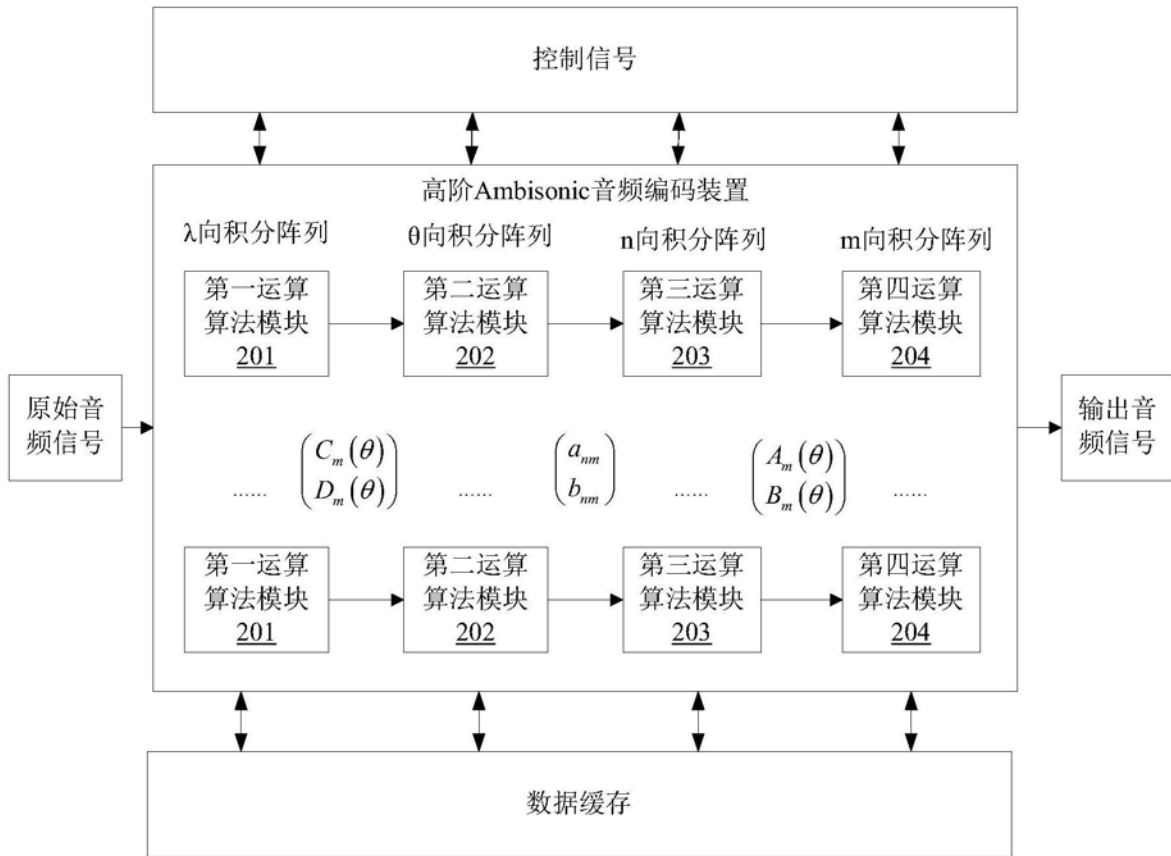 控制信号
高阶Ambisonic音频编码装置
λ向积分阵列 θ向积分阵列 n向积分阵列 m向积分阵列
第一运算
算法模块
201
第二运算
算法模块
202
第三运算
算法模块
203
第四运算
算法模块
204
原始音
频信号
输出音
频信号
...... (C_m(θ) ...... (a_nm ...... (A_m(θ) ......
D_m(θ)) b_nm) B_m(θ))
第一运算
算法模块
201
第二运算
算法模块
202
第三运算
算法模块
203
第四运算
算法模块
204
数据缓存